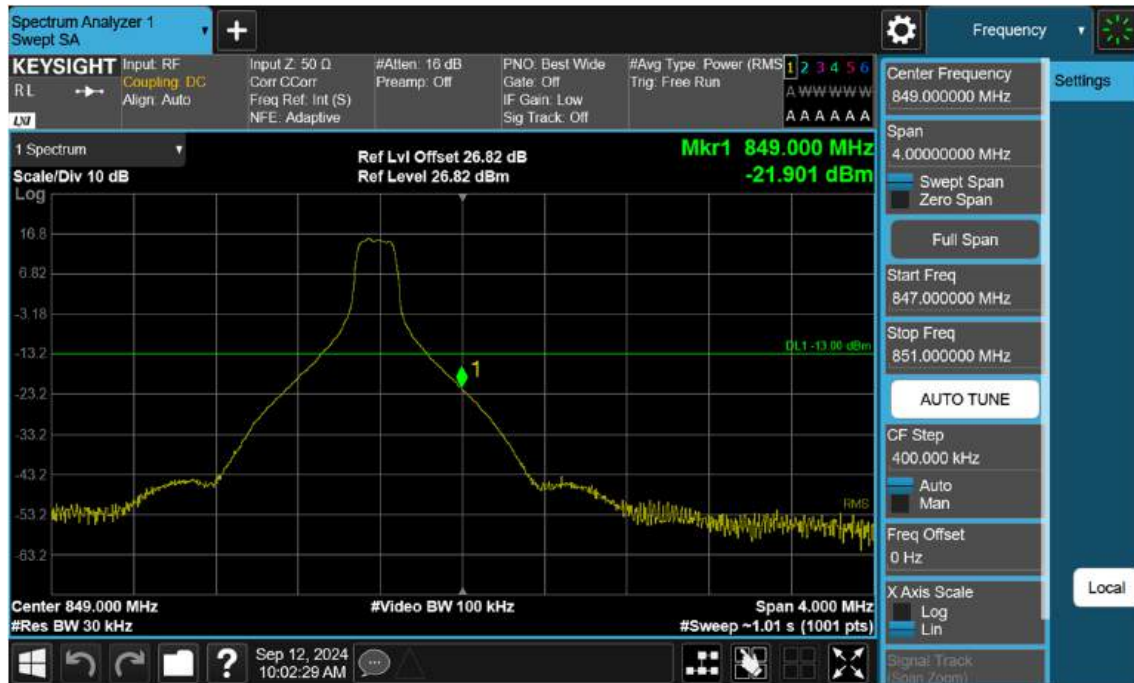 Spectrum Analyzer 1
Swept SA
+
Frequency
KEYSIGHT
RL
LXI
Input: RF
Coupling: DC
Align: Auto
Input Z: 50 Ω
Corr CCorr
Freq Ref: Int (S)
NFE: Adaptive
#Atten: 16 dB
Preamp: Off
PNO: Best Wide
Gate: Off
IF Gain: Low
Sig Track: Off
#Avg Type: Power (RMS
Trig: Free Run
1 2 3 4 5 6
A W W W W W
A A A A A A
1 Spectrum
Scale/Div 10 dB
Log
Ref Lvl Offset 26.82 dB
Ref Level 26.82 dBm
Mkr1 849.000 MHz
-21.901 dBm
16.8
6.82
-3.18
-13.2
-23.2
-33.2
-43.2
-53.2
-63.2
DL1 -13.00 dBm
1
RMS
Center 849.000 MHz
#Res BW 30 kHz
#Video BW 100 kHz
Span 4.000 MHz
#Sweep ~1.01 s (1001 pts)
Center Frequency
849.000000 MHz
Span
4.00000000 MHz
Swept Span
Zero Span
Full Span
Start Freq
847.000000 MHz
Stop Freq
851.000000 MHz
AUTO TUNE
CF Step
400.000 kHz
Auto
Man
Freq Offset
0 Hz
X Axis Scale
Log
Lin
Signal Track
(Span Zoom)
Settings
Local
?
Sep 12, 2024
10:02:29 AM